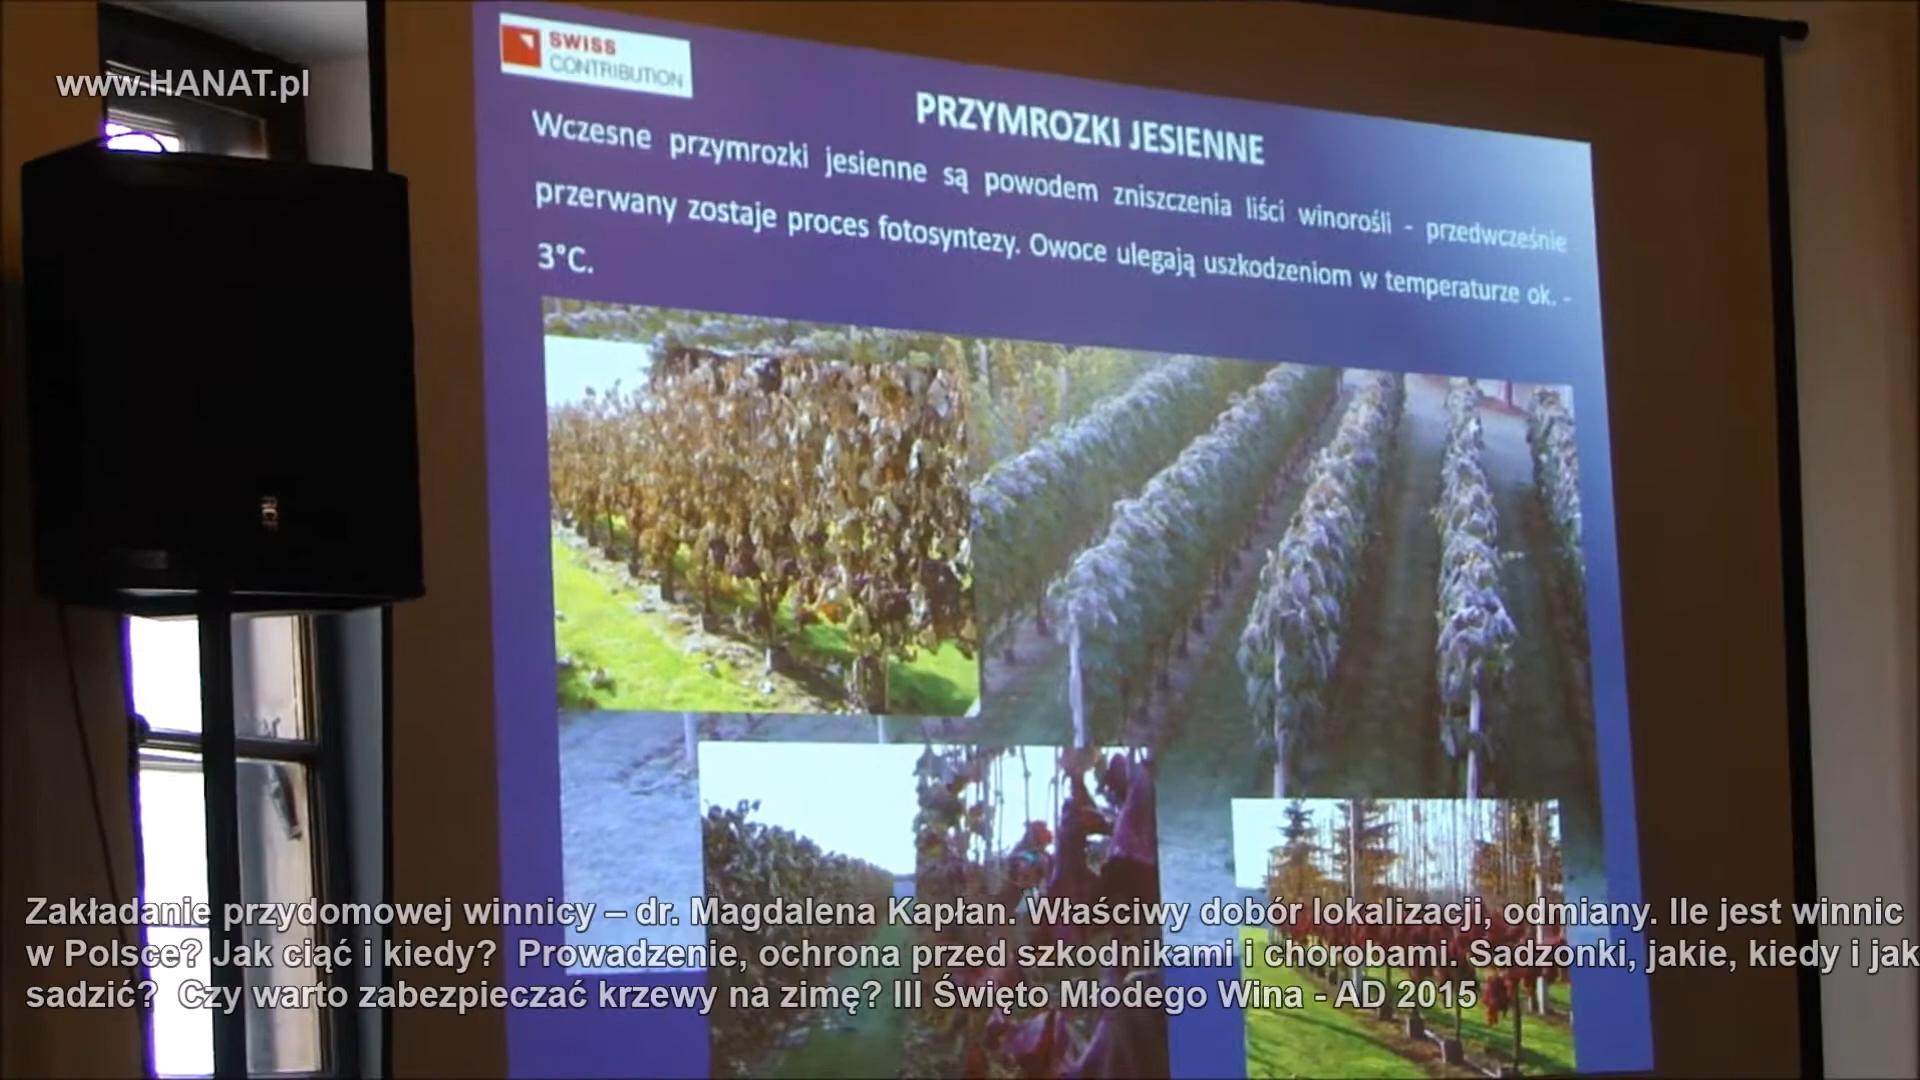 www.HANAT.pl
SWISS
CONTRIBUTION
PRZYMROZKI JESIENNE
Wczesne przymrozki jesienne są powodem zniszczenia liści winorośli - przedwcześnie
przerwany zostaje proces fotosyntezy. Owoce ulegają uszkodzeniom w temperaturze ok. -
3°C.
RCF
Zakładanie przydomowej winnicy – dr. Magdalena Kapłan. Właściwy dobór lokalizacji, odmiany. Ile jest winnic
w Polsce? Jak ciąć i kiedy? Prowadzenie, ochrona przed szkodnikami i chorobami. Sadzonki, jakie, kiedy i jak
sadzić? Czy warto zabezpieczać krzewy na zimę? III Święto Młodego Wina - AD 2015